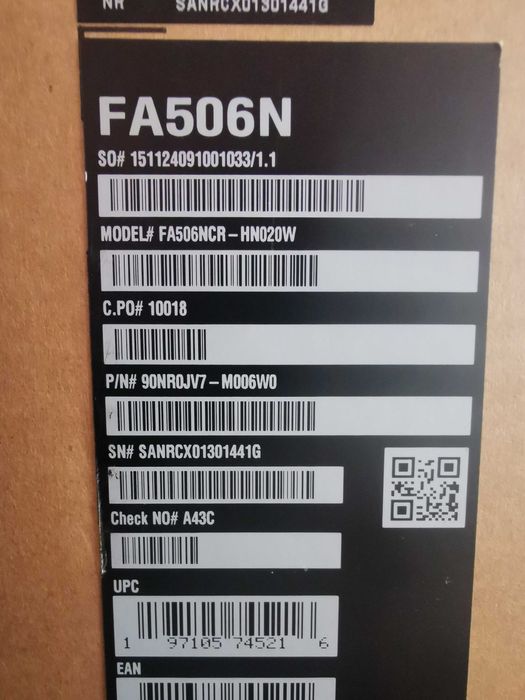 NR SANRCX01301441G
FA506N
SO# 151124091001033/1.1
MODEL# FA506NCR-HN020W
C.PO# 10018
P/N# 90NR0JV7-M006W0
SN# SANRCX01301441G
Check NO# A43C
UPC
1 97105 74521 6
EAN